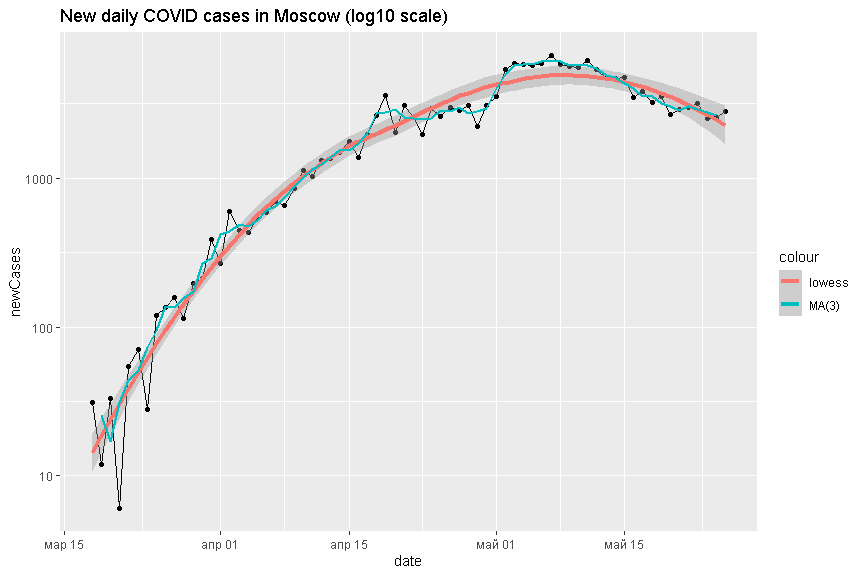 New daily COVID cases in Moscow (log10 scale)
newCases
1000
100
10
мар 15
апр 01
апр 15
май 01
май 15
date
colour
lowess
MA(3)